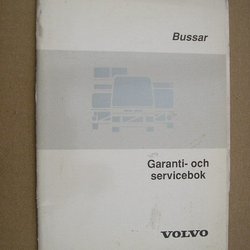 Bussar
Garanti- och
servicebok
VOLVO